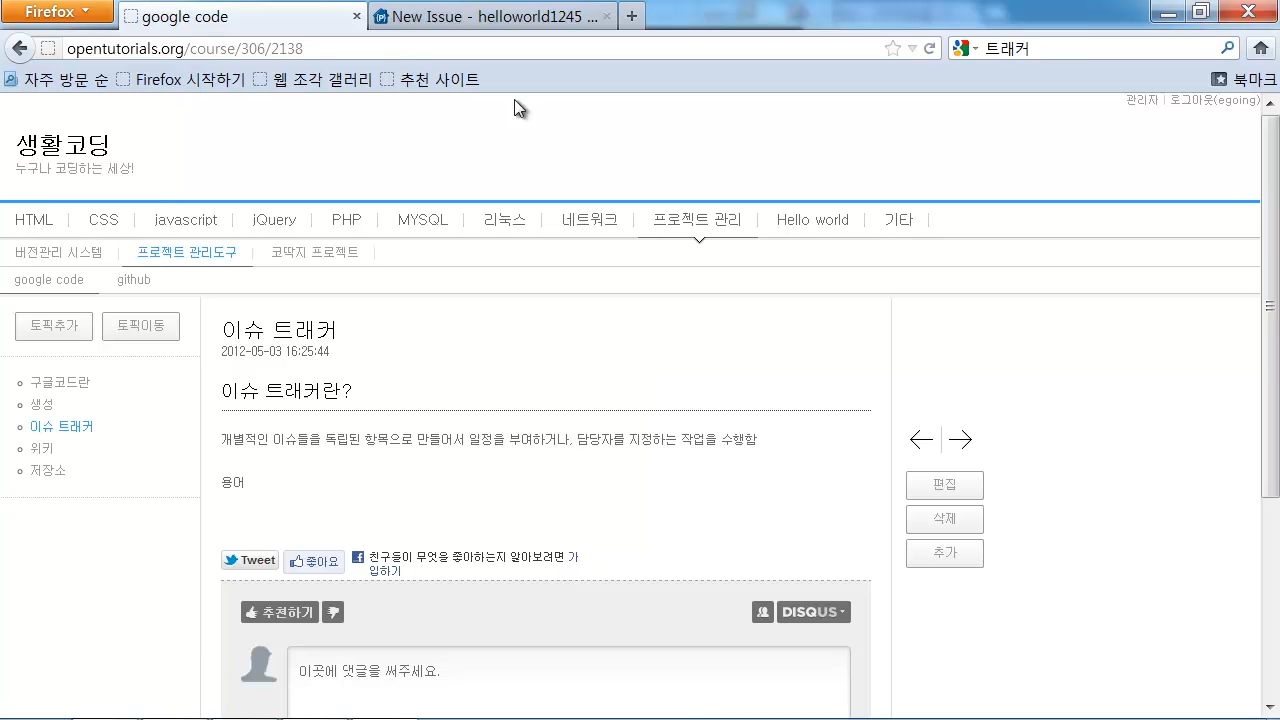 Firefox
google code
New Issue - helloworld1245 ...
opentutorials.org/course/306/2138
트래커
자주 방문 순
Firefox 시작하기
웹 조각 갤러리
추천 사이트
북마크
관리자 | 로그아웃(egoing)
생활코딩
누구나 코딩하는 세상!
HTML
CSS
javascript
jQuery
PHP
MYSQL
리눅스
네트워크
프로젝트 관리
Hello world
기타
버전관리 시스템
프로젝트 관리도구
코딱지 프로젝트
google code
github
토픽추가
토픽이동
구글코드란
생성
이슈 트래커
위키
저장소
이슈 트래커
2012-05-03 16:25:44
이슈 트래커란?
개별적인 이슈들을 독립된 항목으로 만들어서 일정을 부여하거나, 담당자를 지정하는 작업을 수행함
용어
편집
삭제
추가
Tweet
좋아요
친구들이 무엇을 좋아하는지 알아보려면 가
입하기
추천하기
DISQUS
이곳에 댓글을 써주세요.